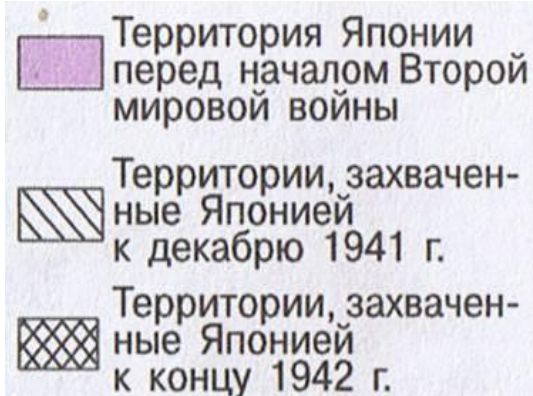 Территория Японии
перед началом Второй
мировой войны
Территории, захвачен-
ные Японией
к декабрю 1941 г.
Территории, захвачен-
ные Японией
к концу 1942 г.